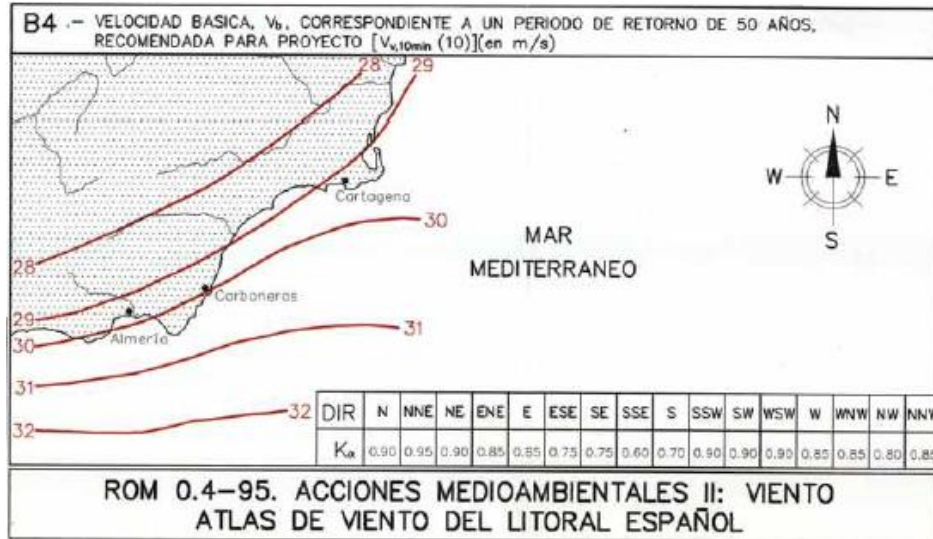 B4 .- VELOCIDAD BASICA, Vb, CORRESPONDIENTE A UN PERIODO DE RETORNO DE 50 AÑOS,
RECOMENDADA PARA PROYECTO [Vv,10min (10)](en m/s)
28
29
N
W
E
S
Cartagena
30
MAR
MEDITERRANEO
28
Carboneras
29
Almería
30
31
31
32
32
DIR N NNE NE ENE E ESE SE SSE S SSW SW WSW W WNW NW NNW
Kα 0.90 0.95 0.90 0.85 0.85 0.75 0.75 0.60 0.70 0.90 0.90 0.90 0.85 0.85 0.80 0.85
ROM 0.4-95. ACCIONES MEDIOAMBIENTALES II: VIENTO
ATLAS DE VIENTO DEL LITORAL ESPAÑOL